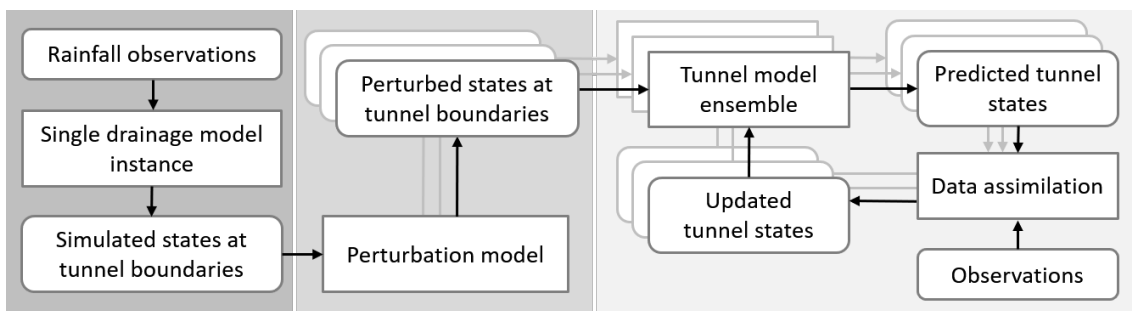 Rainfall observations
Single drainage model
instance
Simulated states at
tunnel boundaries
Perturbed states at
tunnel boundaries
Perturbation model
Tunnel model
ensemble
Predicted tunnel
states
Updated
tunnel states
Data assimilation
Observations